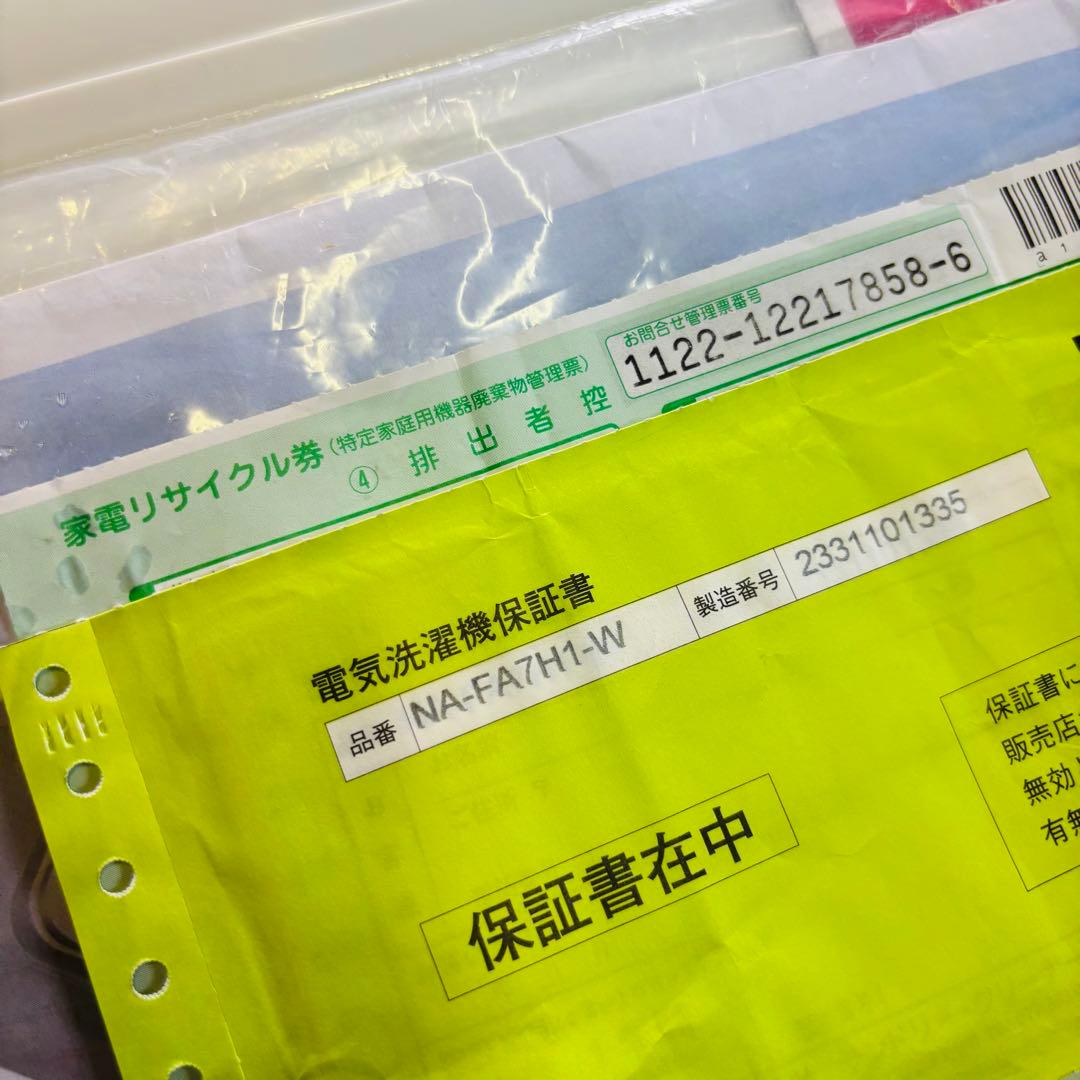 お問合せ管理票番号
1122-12217858-6
a1
家電リサイクル券(特定家庭用機器廃棄物管理票)
④ 排出者控
電気洗濯機保証書
品番 NA-FA7H1-W 製造番号 2331101335
保証書在中
保証書に
販売店
無効
有無